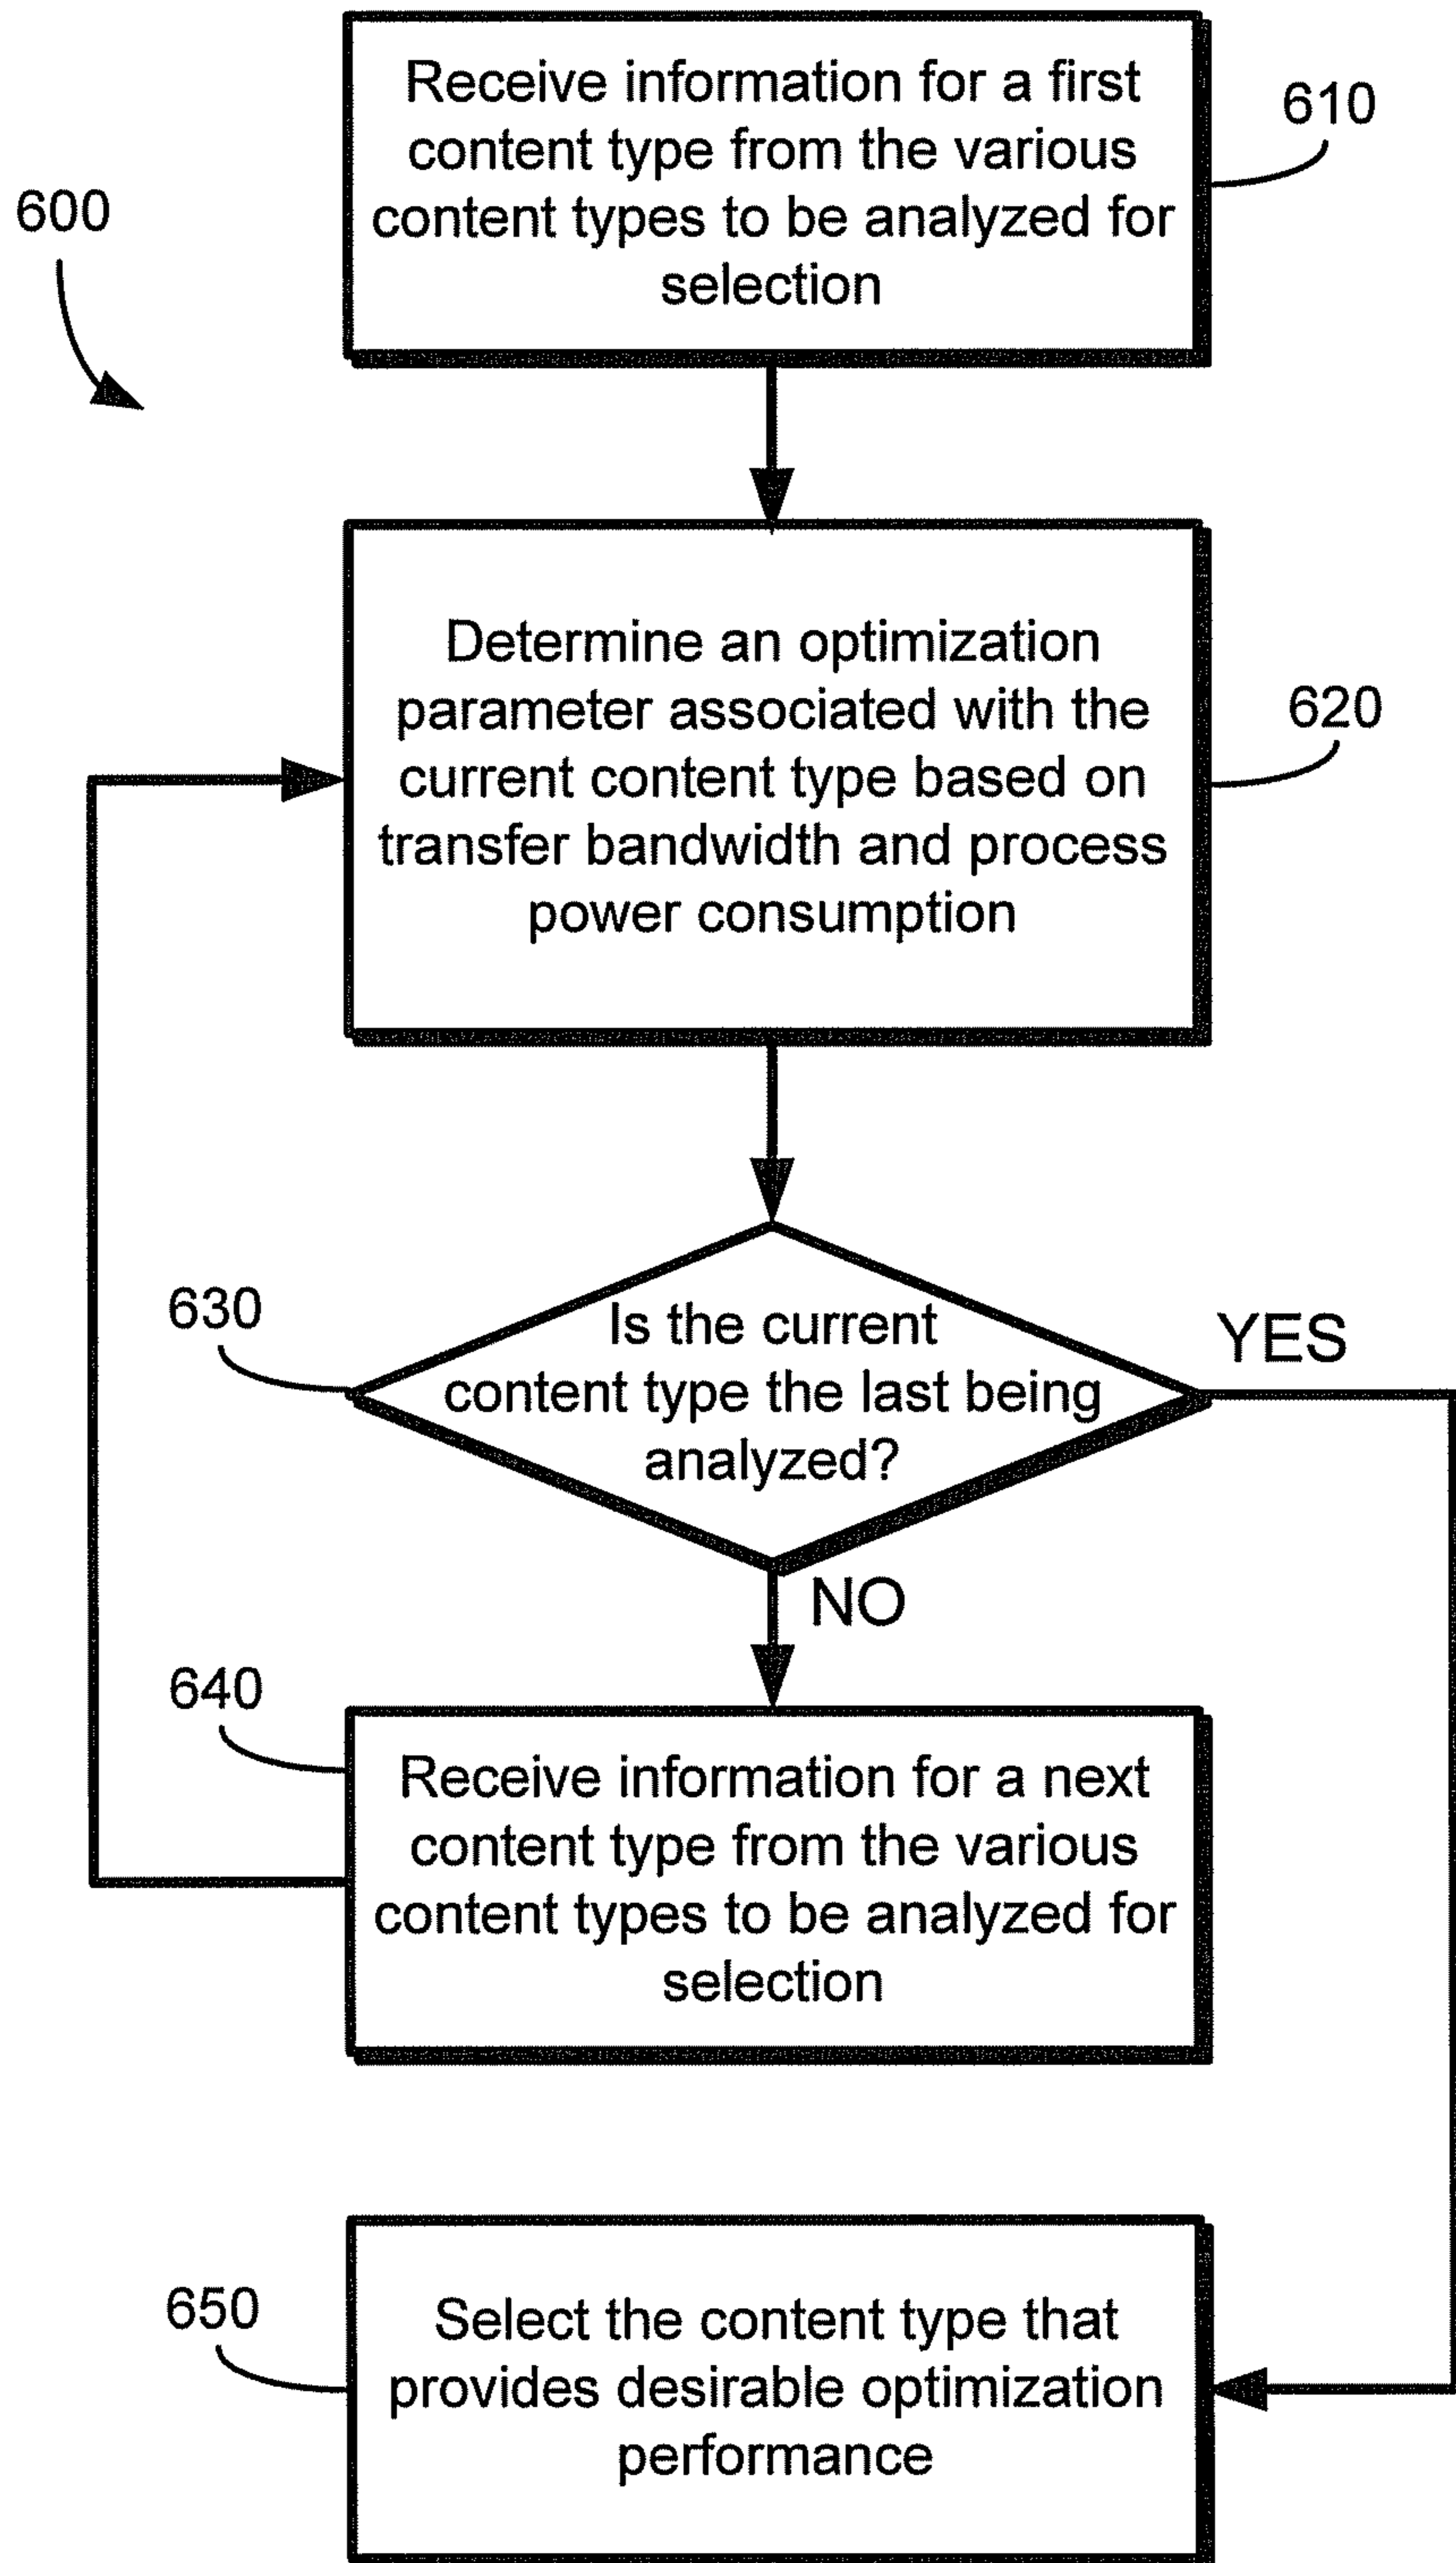 Receive information for a first
content type from the various
content types to be analyzed for
selection
610
600
Determine an optimization
parameter associated with the
current content type based on
transfer bandwidth and process
power consumption
620
630
Is the current
content type the last being
analyzed?
YES
NO
640
Receive information for a next
content type from the various
content types to be analyzed for
selection
650
Select the content type that
provides desirable optimization
performance